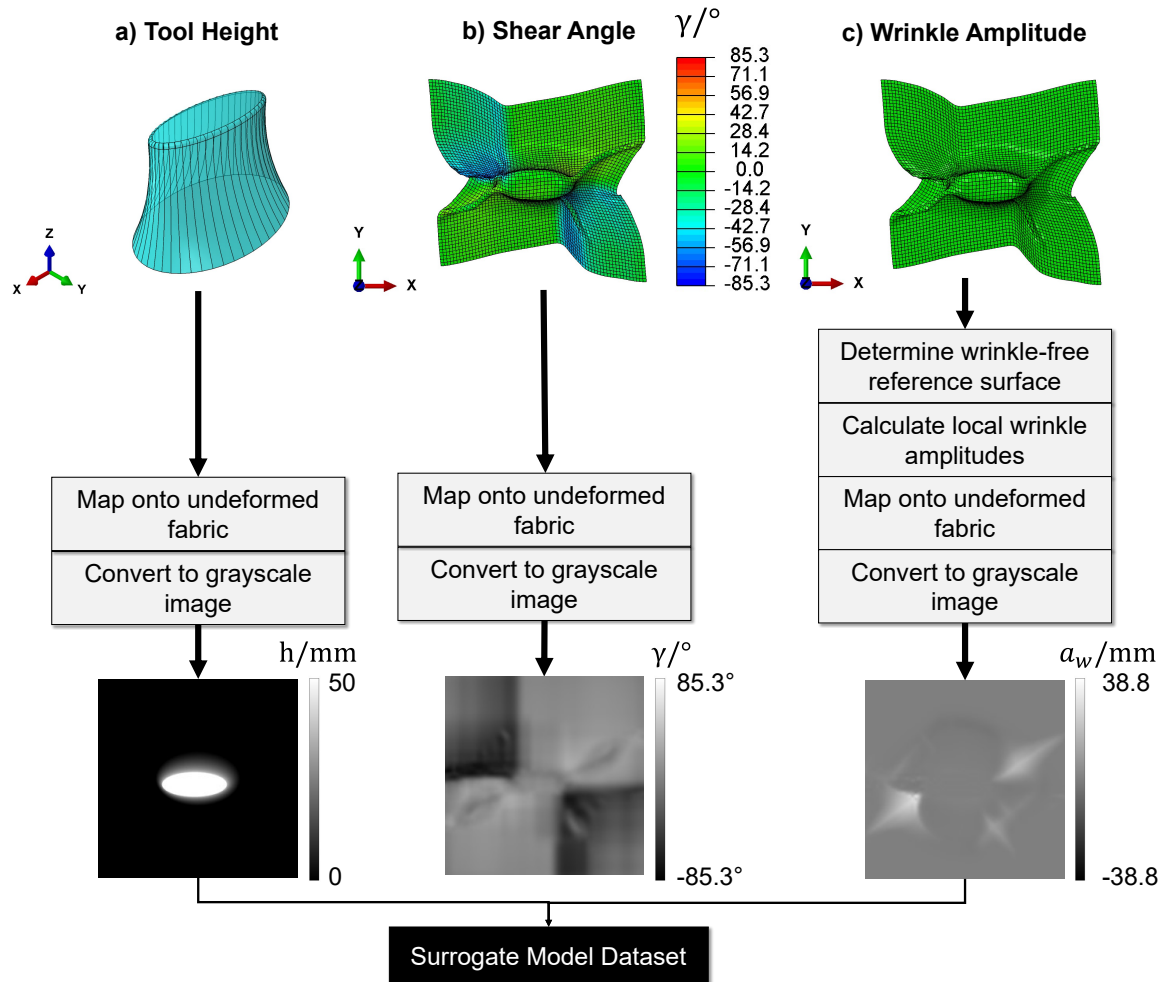 a) Tool Height
b) Shear Angle
γ/°
c) Wrinkle Amplitude
85.3
71.1
56.9
42.7
28.4
14.2
0.0
-14.2
-28.4
-42.7
-56.9
-71.1
-85.3
Z
X
Y
Y
X
Z
Y
X
Z
Map onto undeformed
fabric
Convert to grayscale
image
Map onto undeformed
fabric
Convert to grayscale
image
Determine wrinkle-free
reference surface
Calculate local wrinkle
amplitudes
Map onto undeformed
fabric
Convert to grayscale
image
h/mm
50
0
γ/°
85.3°
-85.3°
a_w/mm
38.8
-38.8
Surrogate Model Dataset